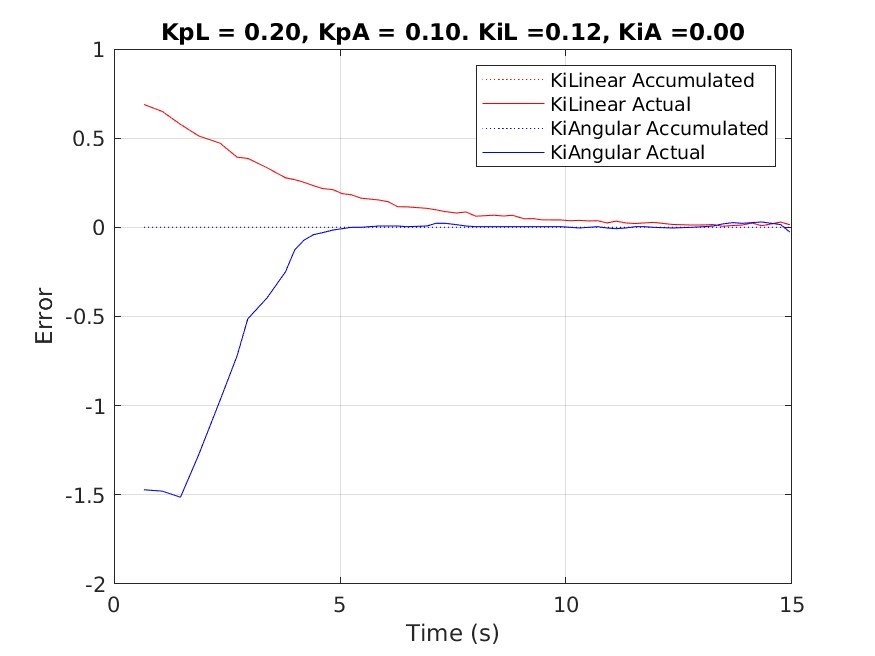 KpL = 0.20, KpA = 0.10. KiL =0.12, KiA =0.00
1
0.5
0
-0.5
-1
-1.5
-2
Error
KiLinear Accumulated
KiLinear Actual
KiAngular Accumulated
KiAngular Actual
0 5 10 15
Time (s)